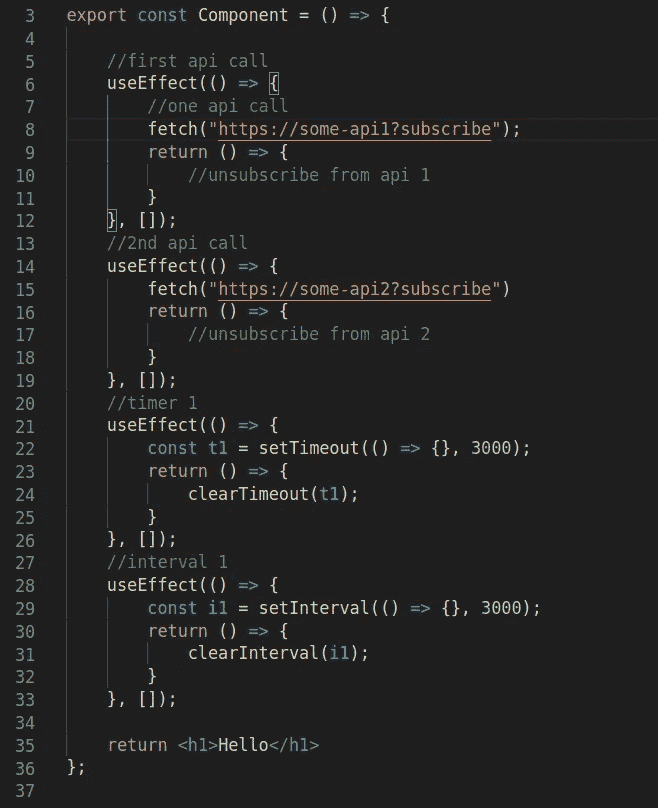 3 export const Component = () => {
4
5 //first api call
6 useEffect(() => {
7 //one api call
8 fetch("https://some-api1?subscribe");
9 return () => {
10 //unsubscribe from api 1
11 }
12 }, []);
13 //2nd api call
14 useEffect(() => {
15 fetch("https://some-api2?subscribe")
16 return () => {
17 //unsubscribe from api 2
18 }
19 }, []);
20 //timer 1
21 useEffect(() => {
22 const t1 = setTimeout(() => {}, 3000);
23 return () => {
24 clearTimeout(t1);
25 }
26 }, []);
27 //interval 1
28 useEffect(() => {
29 const i1 = setInterval(() => {}, 3000);
30 return () => {
31 clearInterval(i1);
32 }
33 }, []);
34
35 return <h1>Hello</h1>
36 };
37